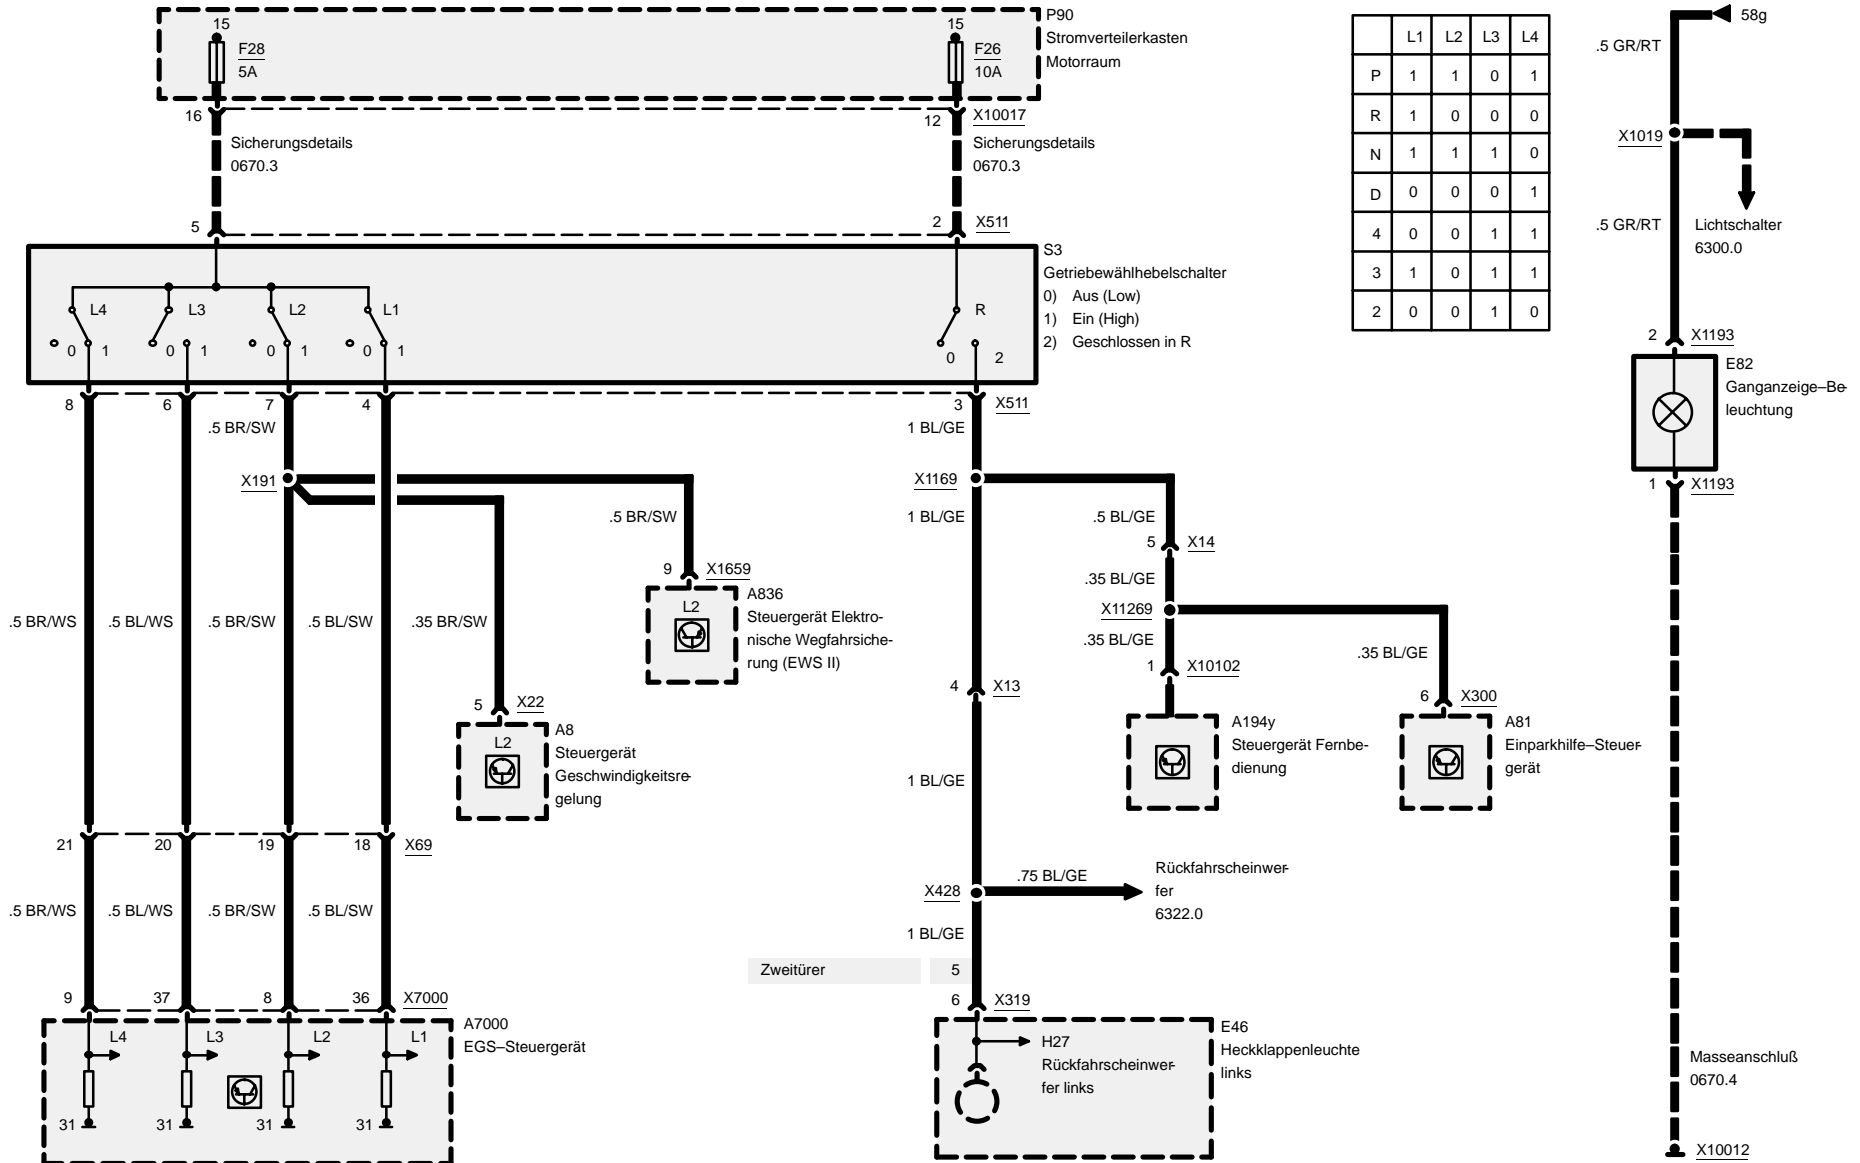 15
F28
5A
15
F26
10A
P90
Stromverteilerkasten
Motorraum
16
12
X10017
Sicherungsdetails
0670.3
Sicherungsdetails
0670.3
5
2
X511
L1 L2 L3 L4
P 1 1 0 1
R 1 0 0 0
N 1 1 1 0
D 0 0 0 1
4 0 0 1 1
3 1 0 1 1
2 0 0 1 0
58g
.5 GR/RT
X1019
.5 GR/RT
Lichtschalter
6300.0
S3
Getriebewählhebelschalter
0) Aus (Low)
1) Ein (High)
2) Geschlossen in R
L4
L3
L2
L1
R
0 1
0 1
0 1
0 1
0 2
2
X1193
E82
Ganganzeige–Be-
leuchtung
1
X1193
8
6
7
4
3
X511
.5 BR/SW
1 BL/GE
X191
X1169
.5 BR/SW
1 BL/GE
.5 BL/GE
5
X14
9
X1659
.35 BL/GE
A836
L2
Steuergerät Elektro-
nische Wegfahrsiche-
rung (EWS II)
X11269
.5 BR/WS
.5 BL/WS
.5 BR/SW
.5 BL/SW
.35 BR/SW
.35 BL/GE
.35 BL/GE
1
X10102
4
X13
6
X300
5
X22
A8
L2
Steuergerät
Geschwindigkeitsre-
gelung
A194y
Steuergerät Fernbe-
dienung
A81
Einparkhilfe–Steuer-
gerät
1 BL/GE
21
20
19
18
X69
X428
.75 BL/GE
Rückfahrscheinwer-
fer
6322.0
.5 BR/WS
.5 BL/WS
.5 BR/SW
.5 BL/SW
1 BL/GE
Zweitürer
5
9
37
8
36
X7000
6
X319
A7000
EGS–Steuergerät
L4
L3
L2
L1
31
31
31
31
E46
Heckklappenleuchte
links
H27
Rückfahrscheinwer-
fer links
Masseanschluß
0670.4
X10012